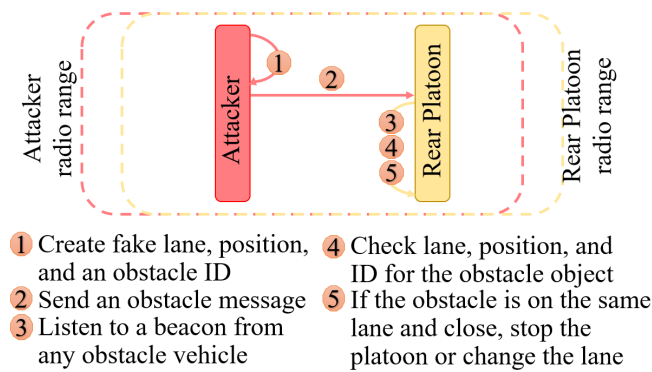 Attacker
radio range
Attacker
1
2
3
4
5
Rear Platoon
Rear Platoon
radio range
1 Create fake lane, position,
and an obstacle ID
2 Send an obstacle message
3 Listen to a beacon from
any obstacle vehicle
4 Check lane, position, and
ID for the obstacle object
5 If the obstacle is on the same
lane and close, stop the
platoon or change the lane